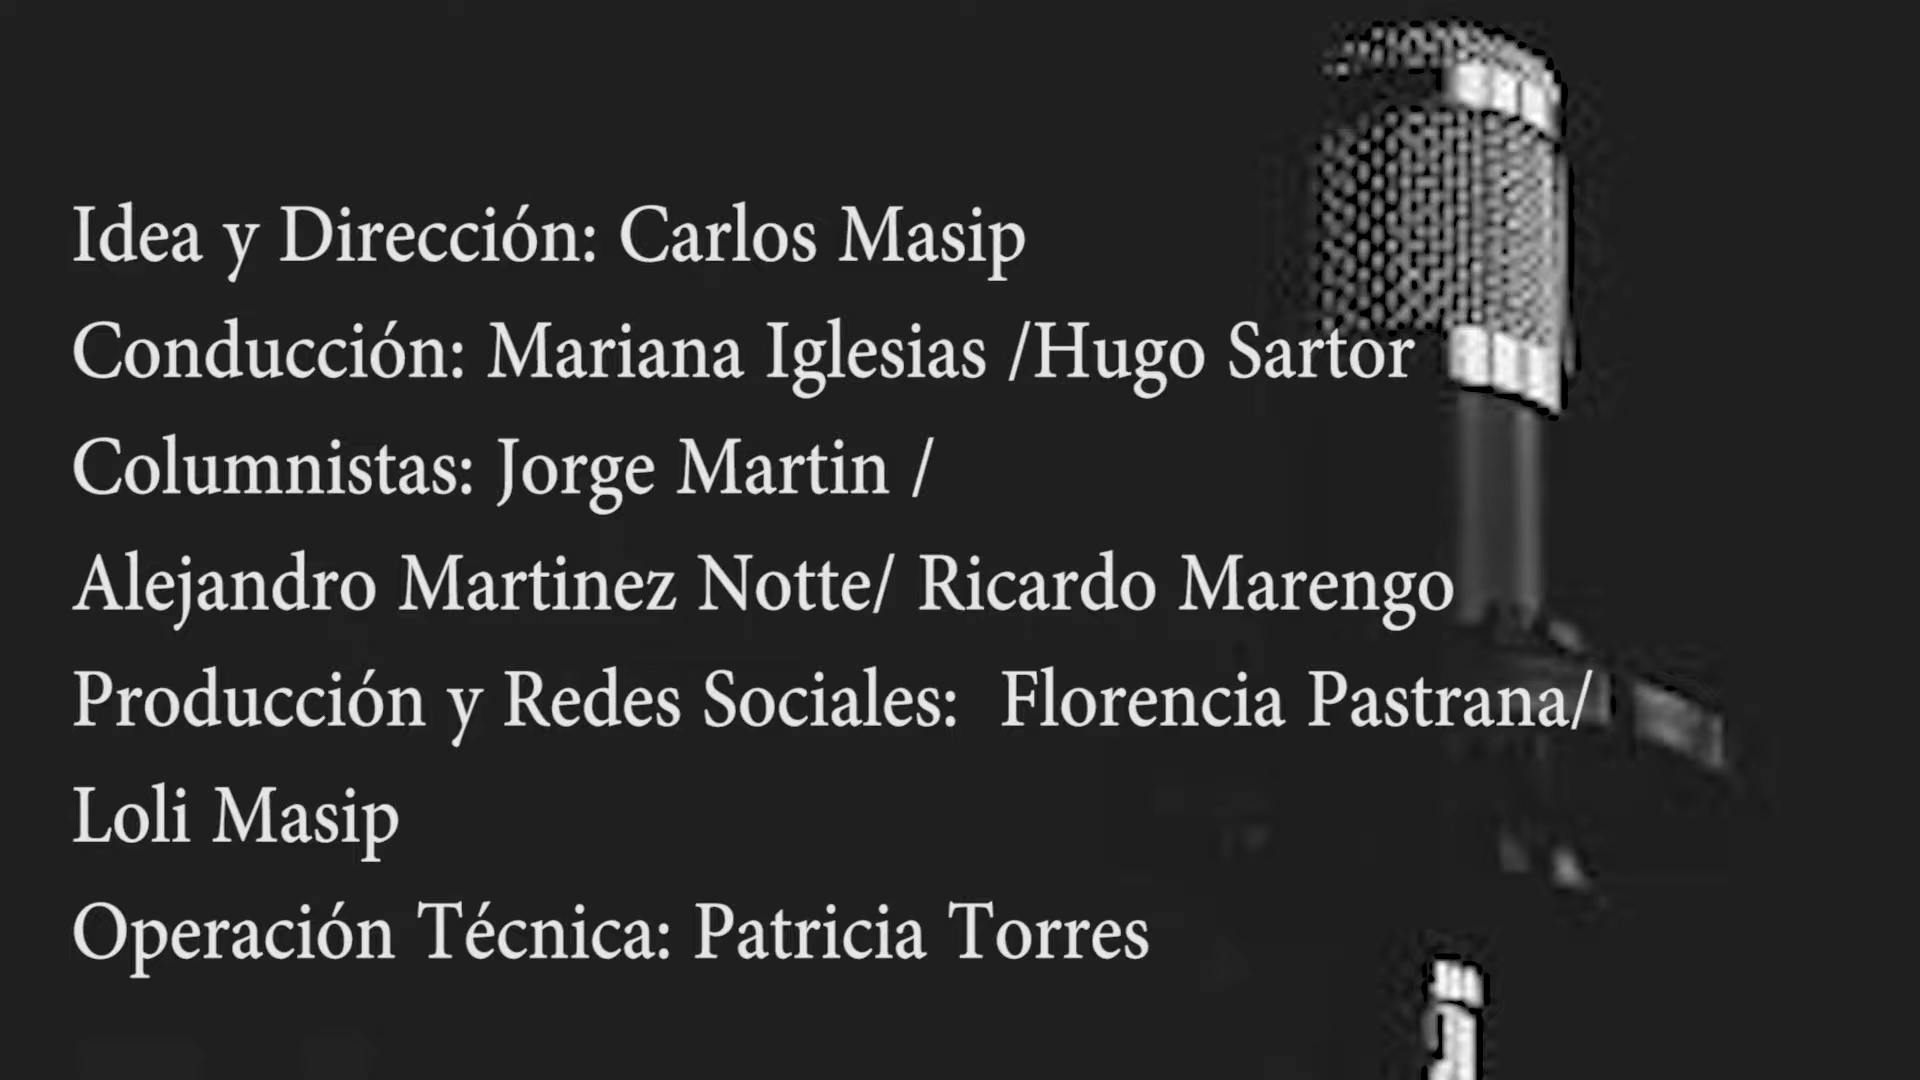 Idea y Dirección: Carlos Masip
Conducción: Mariana Iglesias /Hugo Sartor
Columnistas: Jorge Martin /
Alejandro Martinez Notte/ Ricardo Marengo
Producción y Redes Sociales:  Florencia Pastrana/
Loli Masip
Operación Técnica: Patricia Torres